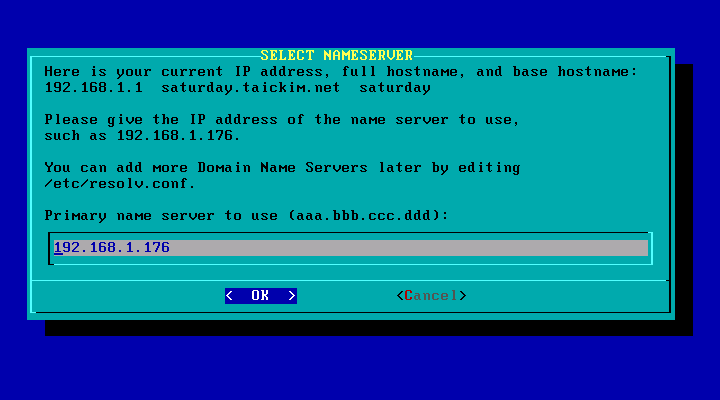 SELECT NAMESERVER
Here is your current IP address, full hostname, and base hostname:
192.168.1.1  saturday.taickim.net  saturday
Please give the IP address of the name server to use,
such as 192.168.1.176.
You can add more Domain Name Servers later by editing
/etc/resolv.conf.
Primary name server to use (aaa.bbb.ccc.ddd):
192.168.1.176
<  OK  > <Cancel>